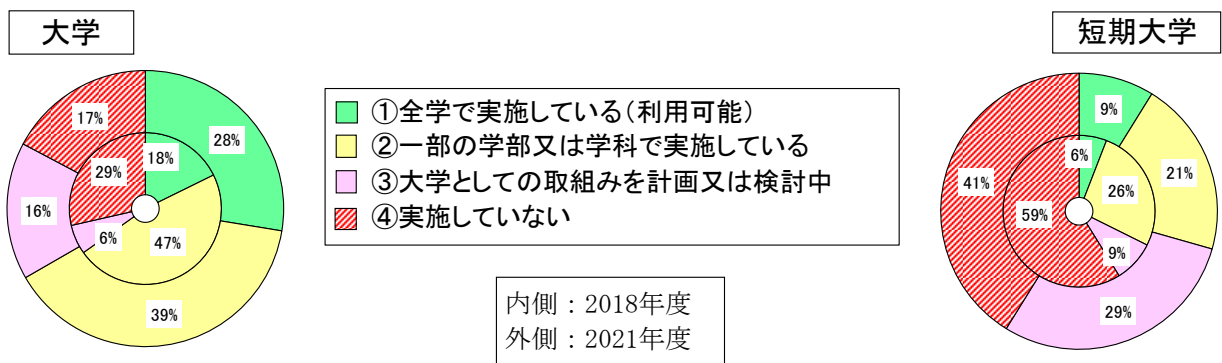 大学
28%
39%
16%
17%
18%
47%
6%
29%
①全学で実施している(利用可能)
②一部の学部又は学科で実施している
③大学としての取組みを計画又は検討中
④実施していない
内側：2018年度
外側：2021年度
短期大学
9%
21%
29%
41%
6%
26%
9%
59%